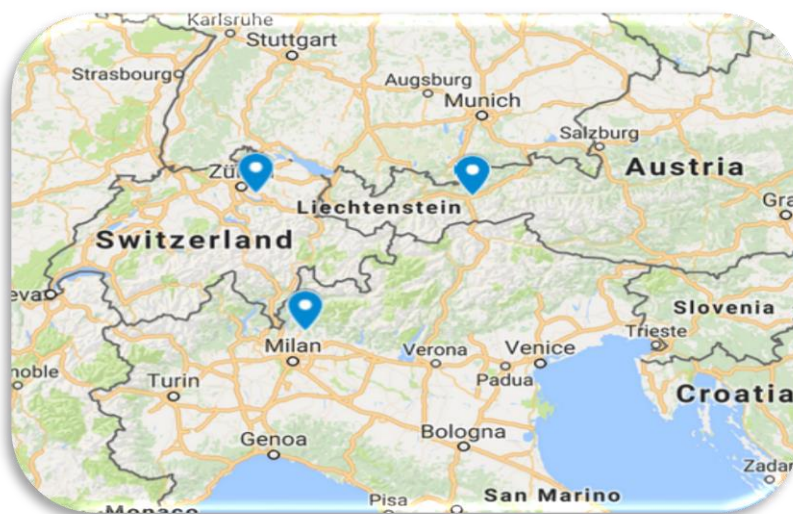 Karlsruhe
Stuttgart
Strasbourg
Augsburg
Munich
Salzburg
Austria
Liechtenstein
Switzerland
Slovenia
Milan
Verona
Venice
Trieste
Turin
Padua
Croatia
Genoa
Bologna
San Marino
Pisa
Monaco